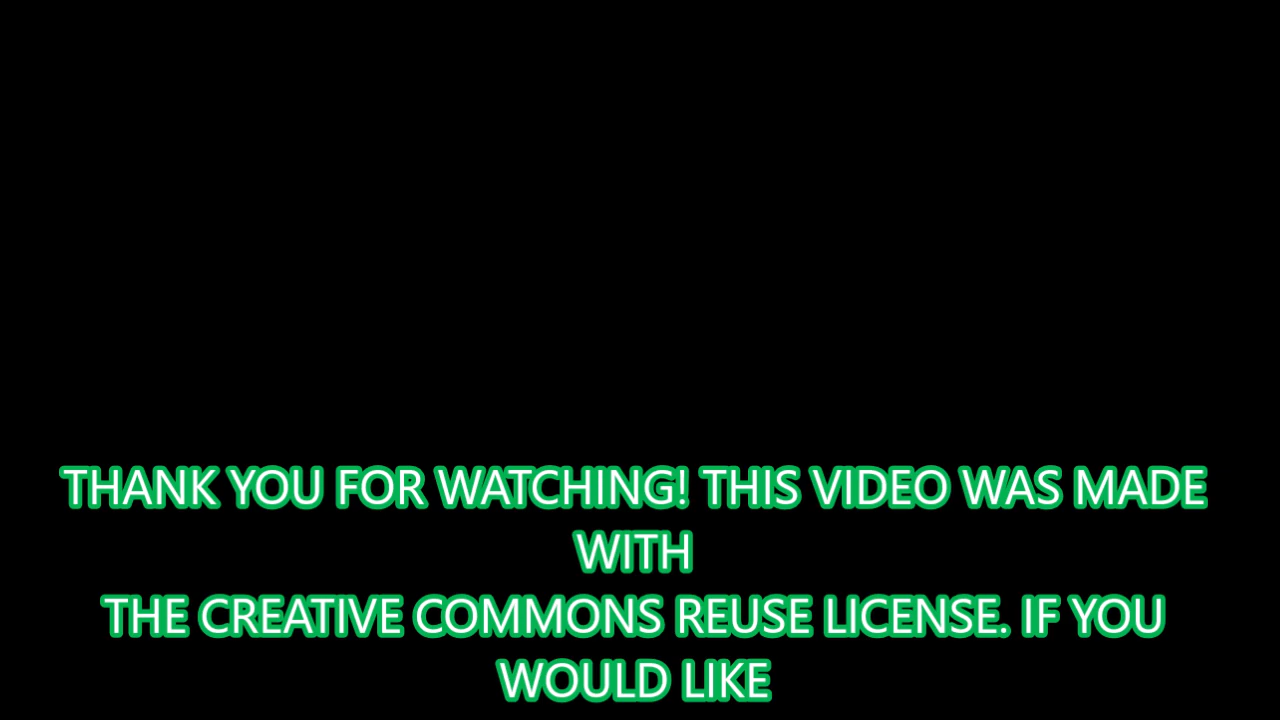 THANK YOU FOR WATCHING! THIS VIDEO WAS MADE
WITH
THE CREATIVE COMMONS REUSE LICENSE. IF YOU
WOULD LIKE